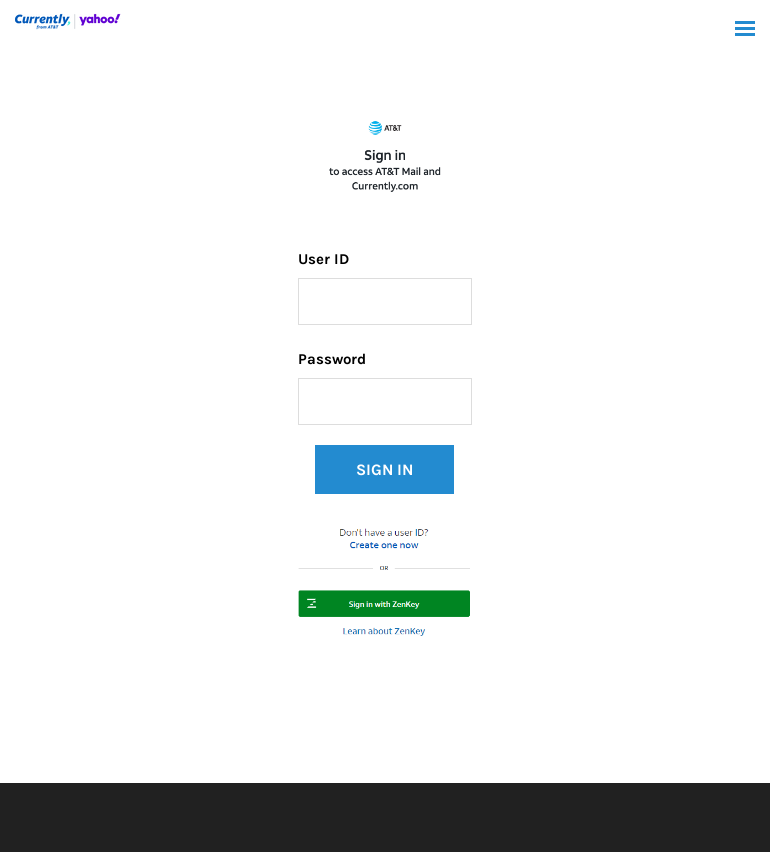 Currently | yahoo!
from AT&T
AT&T
Sign in
to access AT&T Mail and
Currently.com
User ID
Password
SIGN IN
Don't have a user ID?
Create one now
OR
Sign in with ZenKey
Learn about ZenKey